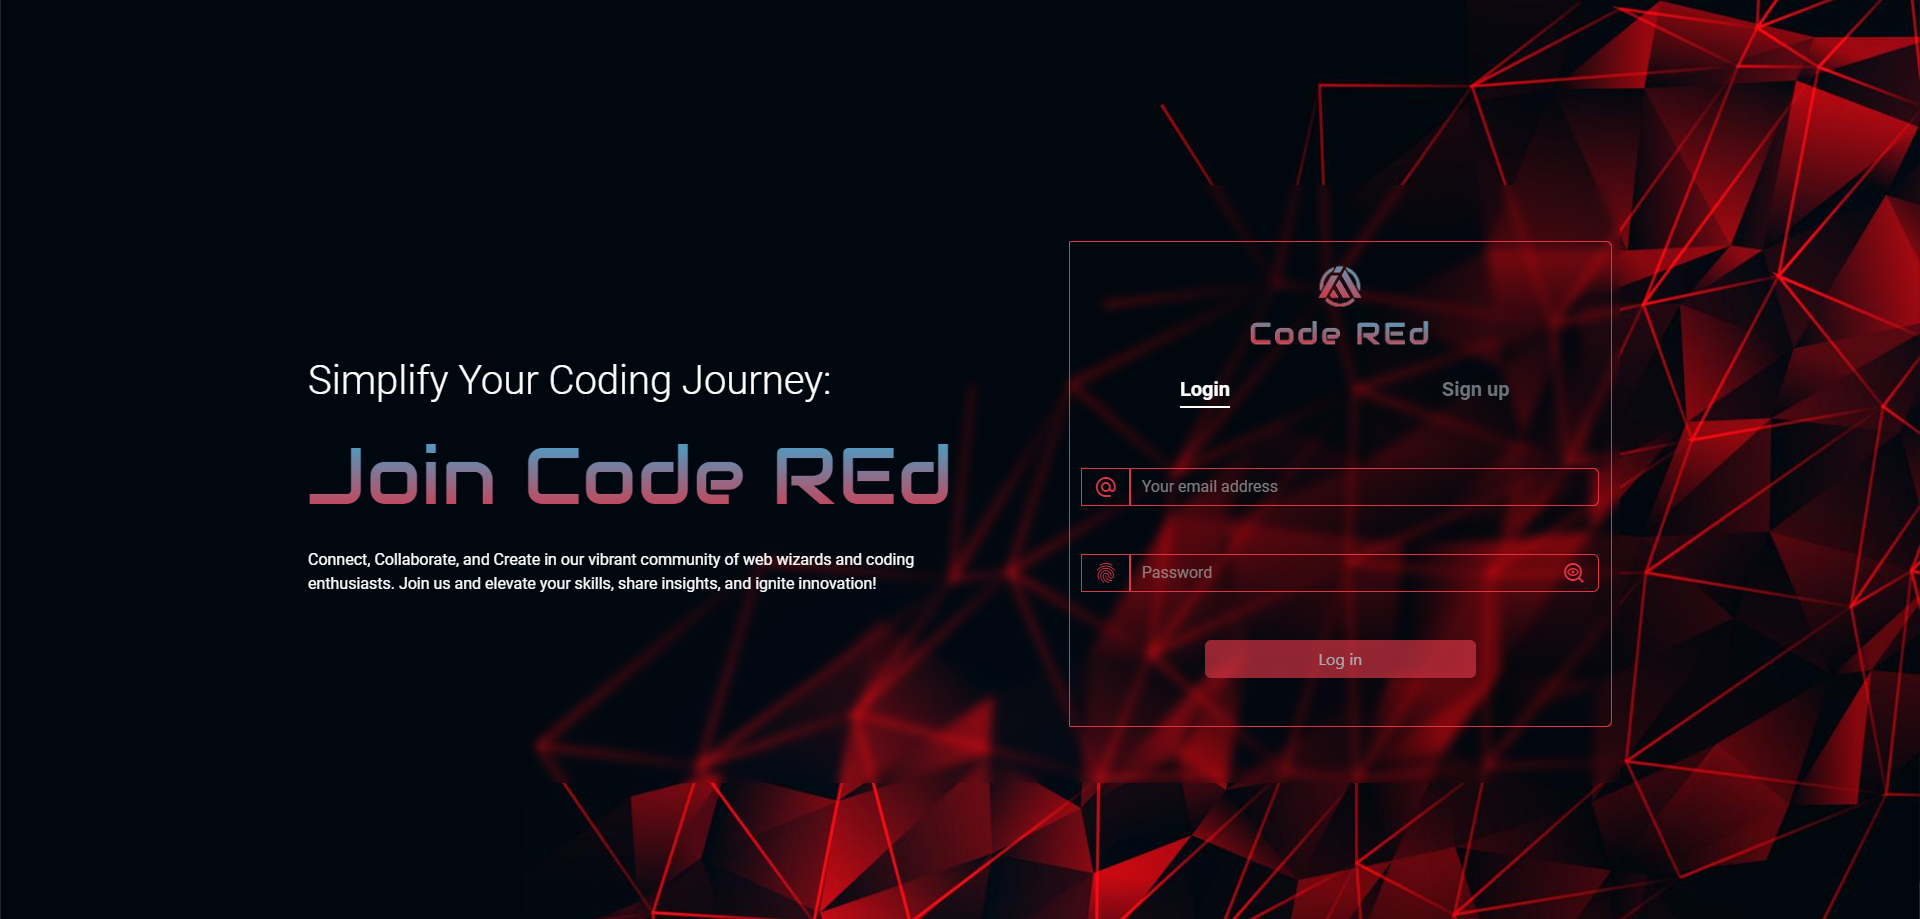 Simplify Your Coding Journey:
Join Code REd
Connect, Collaborate, and Create in our vibrant community of web wizards and coding
enthusiasts. Join us and elevate your skills, share insights, and ignite innovation!
Code REd
Login Sign up
Your email address
Password
Log in